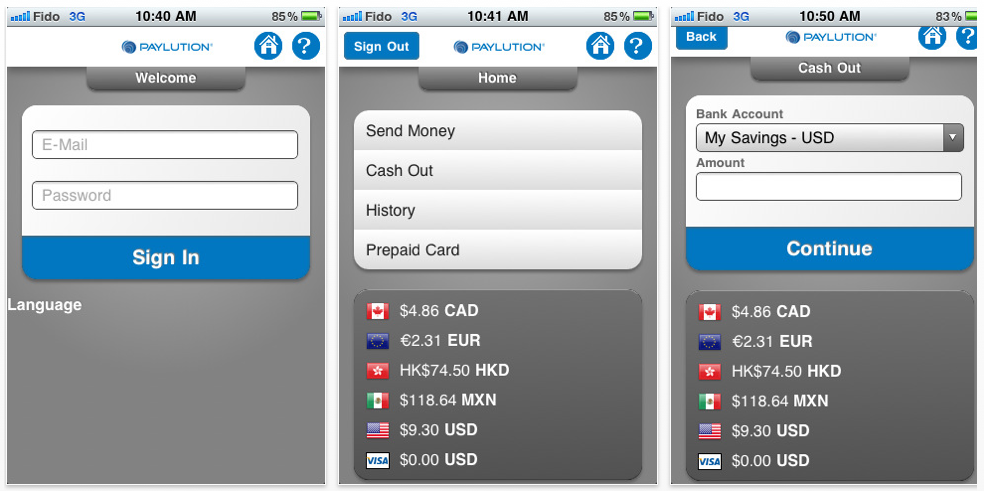 Fido 3G 10:40 AM 85%
PAYLUTION
?
Welcome
E-Mail
Password
Sign In
Language
Fido 3G 10:41 AM 85%
Sign Out PAYLUTION
?
Home
Send Money
Cash Out
History
Prepaid Card
$4.86 CAD
€2.31 EUR
HK$74.50 HKD
$118.64 MXN
$9.30 USD
VISA $0.00 USD
Fido 3G 10:50 AM 83%
Back PAYLUTION
?
Cash Out
Bank Account
My Savings - USD
Amount
Continue
$4.86 CAD
€2.31 EUR
HK$74.50 HKD
$118.64 MXN
$9.30 USD
VISA $0.00 USD